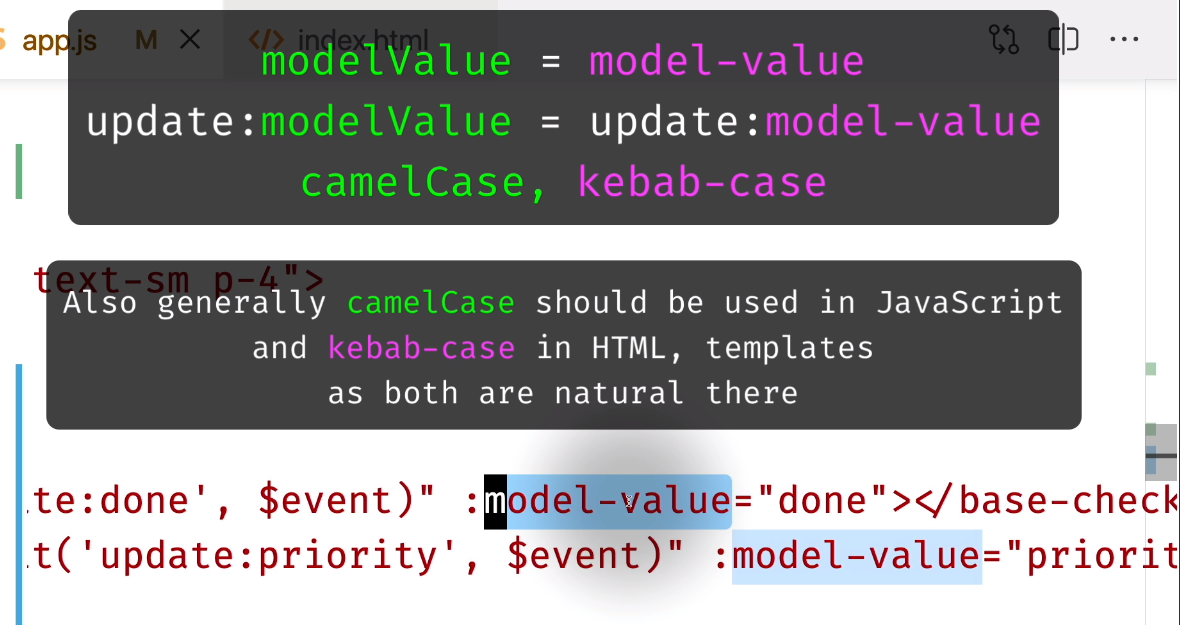 app.js M index.html
modelValue = model-value
update:modelValue = update:model-value
camelCase, kebab-case
text-sm p-4">
Also generally camelCase should be used in JavaScript
and kebab-case in HTML, templates
as both are natural there
te:done', $event)" :model-value="done"></base-check
t('update:priority', $event)" :model-value="priorit